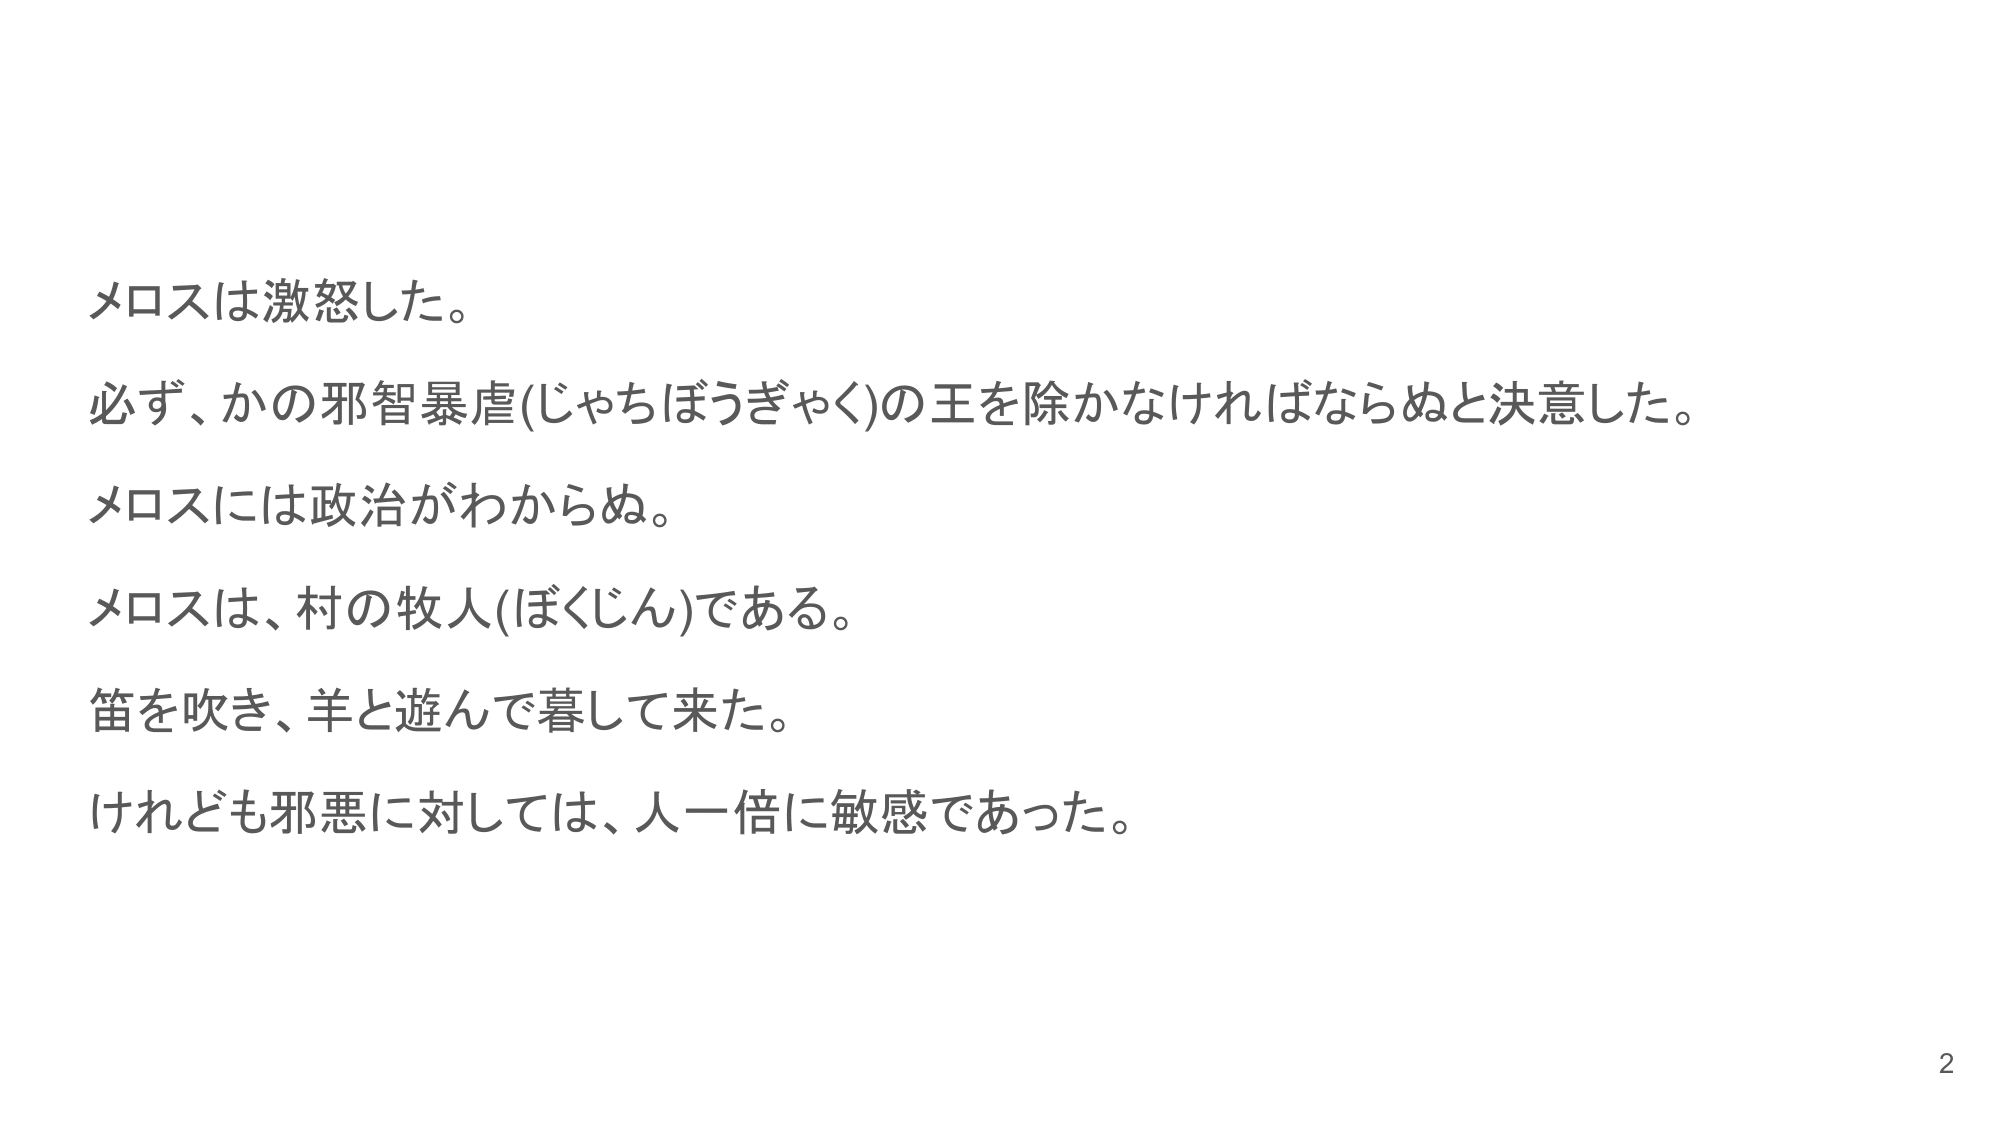 メロスは激怒した。
必ず、かの邪智暴虐(じゃちぼうぎゃく)の王を除かなければならぬと決意した。
メロスには政治がわからぬ。
メロスは、村の牧人(ぼくじん)である。
笛を吹き、羊と遊んで暮して来た。
けれども邪悪に対しては、人一倍に敏感であった。
2